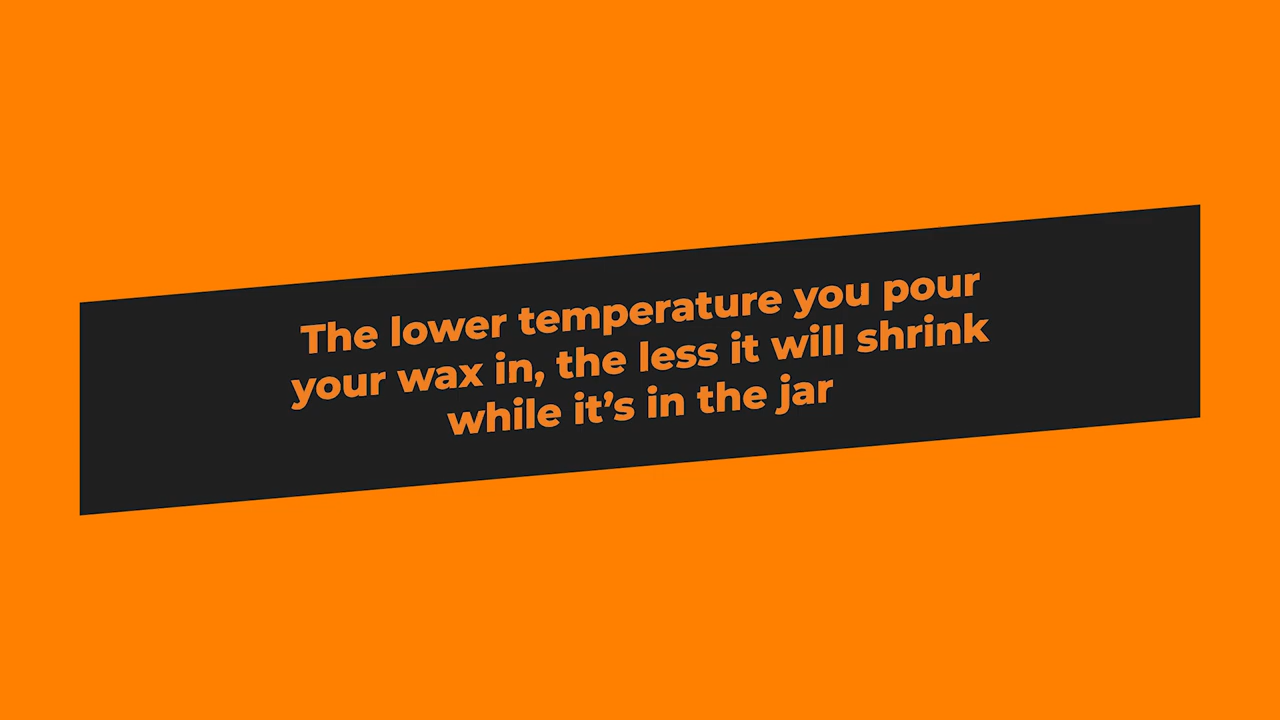 The lower temperature you pour
your wax in, the less it will shrink
while it’s in the jar